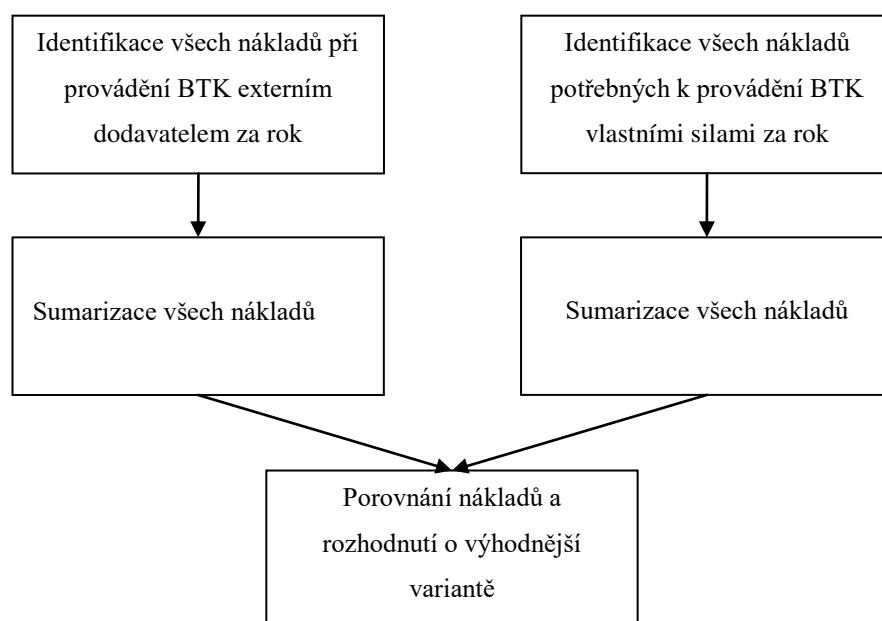 Identifikace všech nákladů při
provádění BTK externím
dodavatelem za rok
Identifikace všech nákladů
potřebných k provádění BTK
vlastními silami za rok
Sumarizace všech nákladů
Sumarizace všech nákladů
Porovnání nákladů a
rozhodnutí o výhodnější
variantě